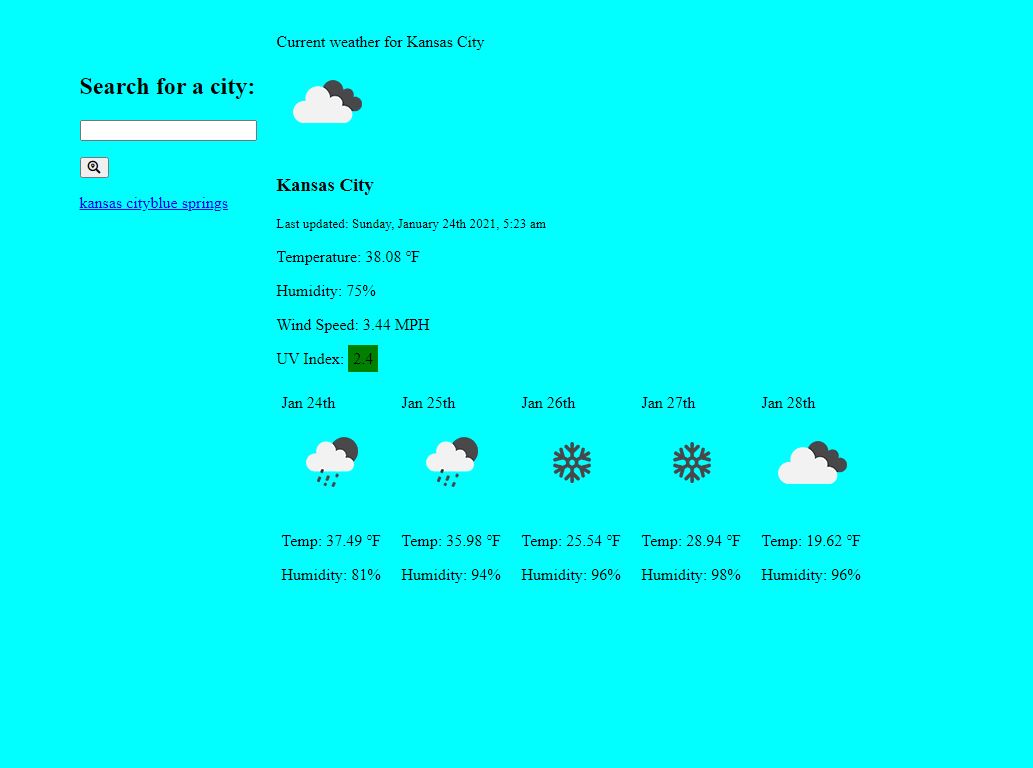 Current weather for Kansas City
Search for a city:
kansas cityblue springs
Kansas City
Last updated: Sunday, January 24th 2021, 5:23 am
Temperature: 38.08 °F
Humidity: 75%
Wind Speed: 3.44 MPH
UV Index: 2.4
Jan 24th Jan 25th Jan 26th Jan 27th Jan 28th
Temp: 37.49 °F Temp: 35.98 °F Temp: 25.54 °F Temp: 28.94 °F Temp: 19.62 °F
Humidity: 81% Humidity: 94% Humidity: 96% Humidity: 98% Humidity: 96%